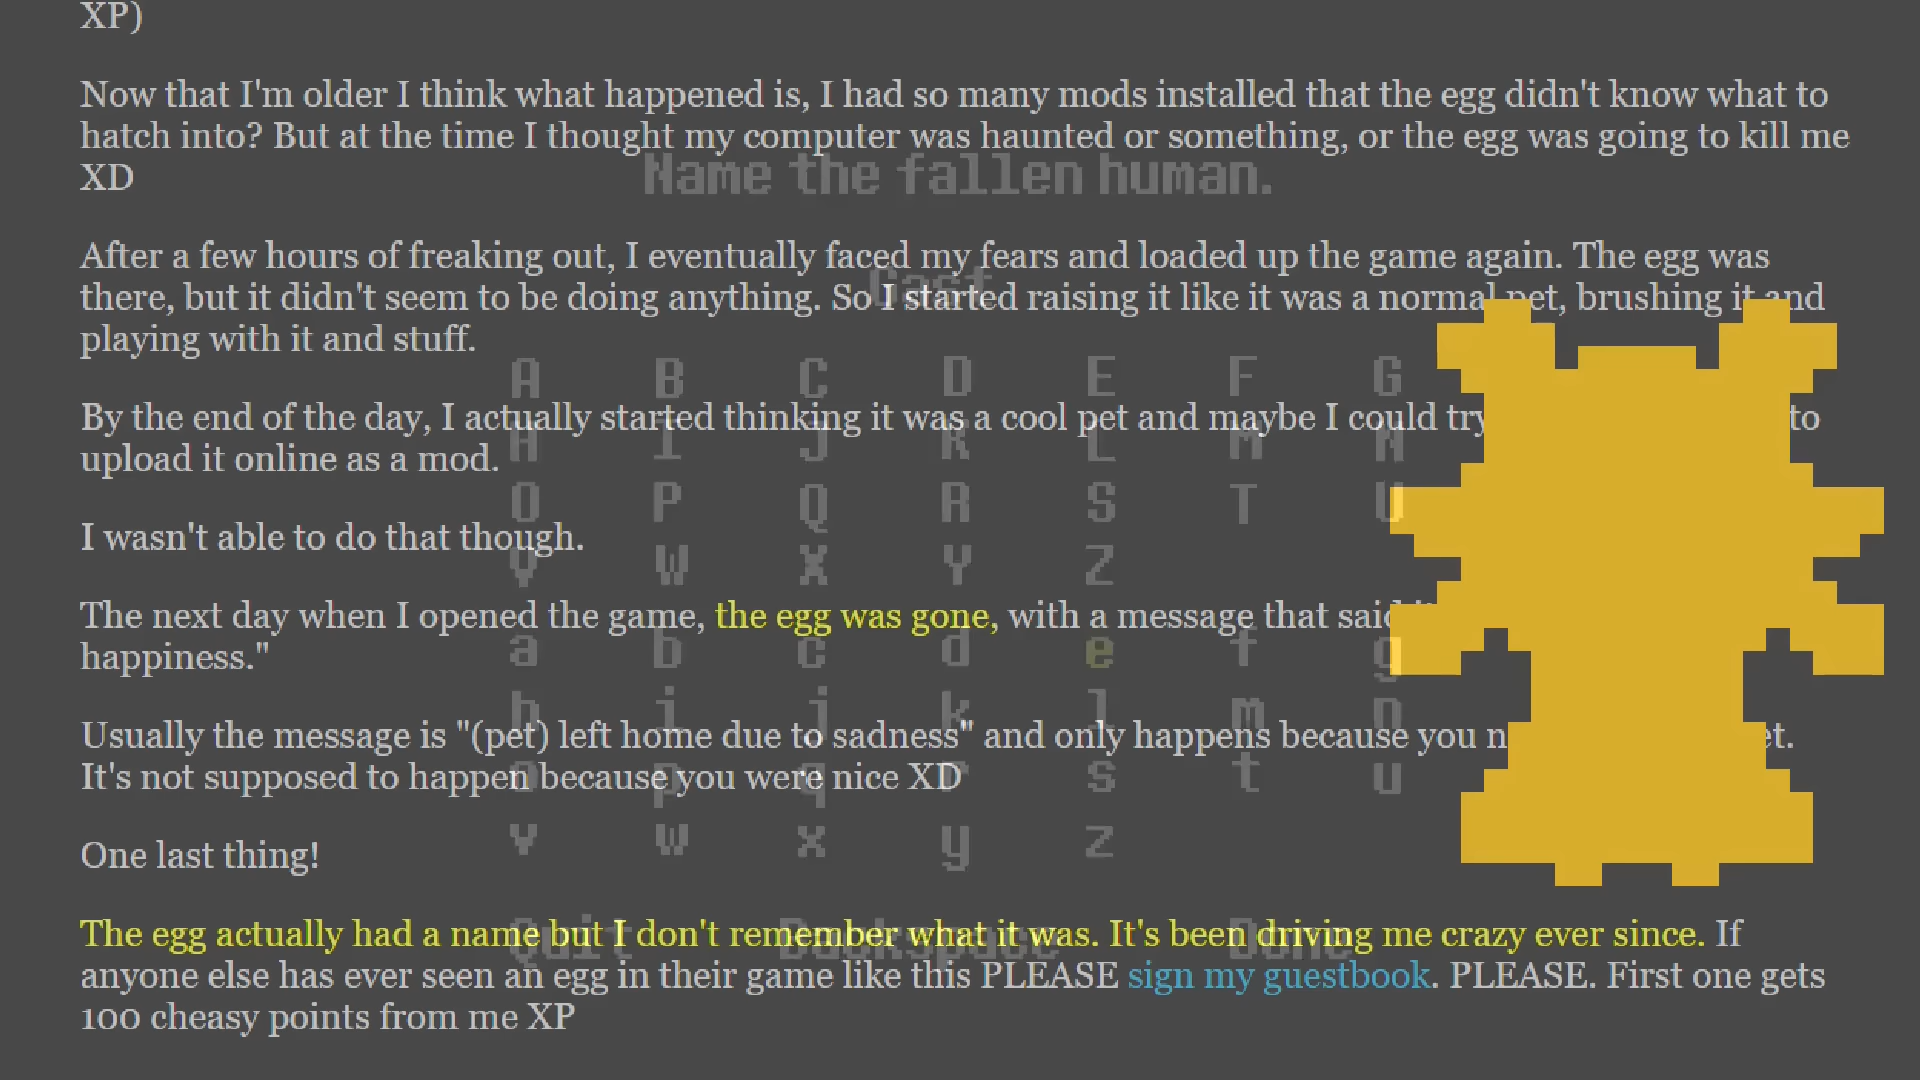 XP)
Now that I'm older I think what happened is, I had so many mods installed that the egg didn't know what to
hatch into? But at the time I thought my computer was haunted or something, or the egg was going to kill me
XD
Name the fallen human.
After a few hours of freaking out, I eventually faced my fears and loaded up the game again. The egg was
Cast
there, but it didn't seem to be doing anything. So I started raising it like it was a normal pet, brushing it and
playing with it and stuff.
A B C D E F G
By the end of the day, I actually started thinking it was a cool pet and maybe I could try to
H I J K L M N
upload it online as a mod.
O P Q R S T U
I wasn't able to do that though.
V W X Y Z
The next day when I opened the game, the egg was gone, with a message that said
a b c d e f g
happiness."
h i j k l m n
Usually the message is "(pet) left home due to sadness" and only happens because you
It's not supposed to happen because you were nice XD
o p q r s t u
v w x y z
One last thing!
The egg actually had a name but I don't remember what it was. It's been driving me crazy ever since. If
Quit Backspace Done
anyone else has ever seen an egg in their game like this PLEASE sign my guestbook. PLEASE. First one gets
100 cheasy points from me XP